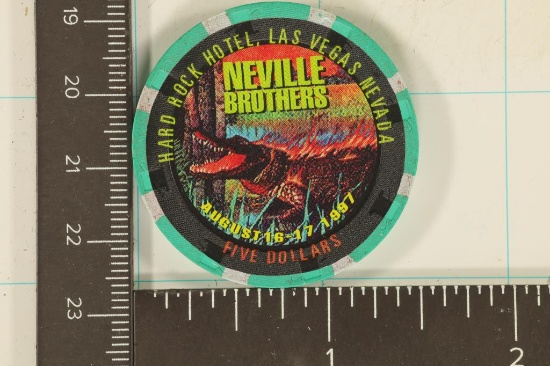 HARD ROCK HOTEL, LAS VEGAS NEVADA
NEVILLE
BROTHERS
AUGUST 16-17 1997
FIVE DOLLARS
19
20
21
22
23
1
2